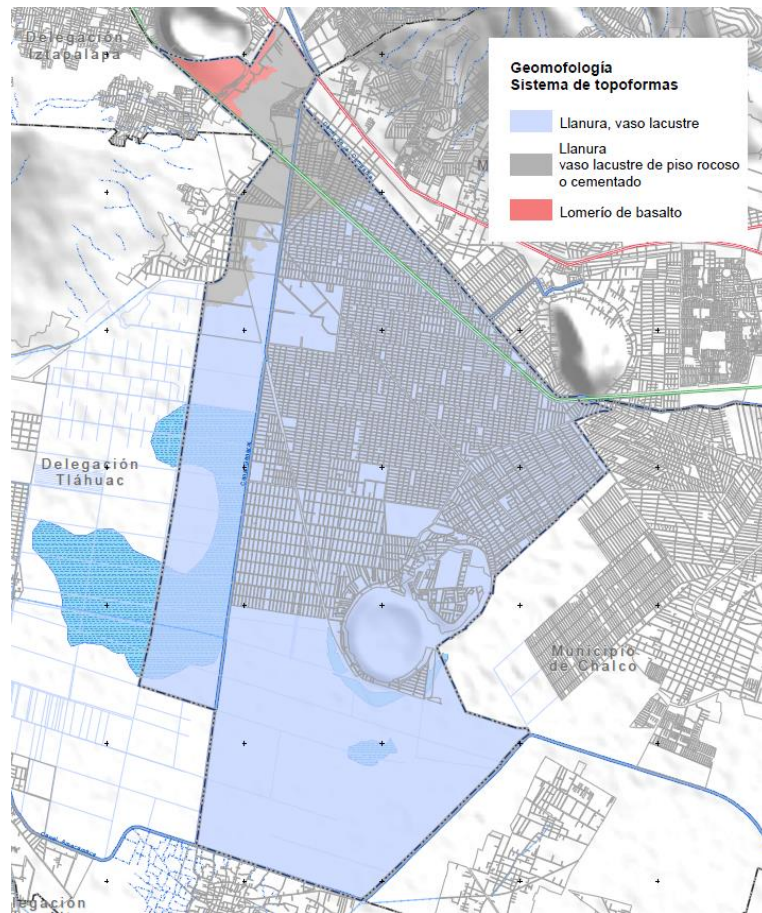 Delegación
Iztapalapa
Geomofología
Sistema de topoformas
Llanura, vaso lacustre
Llanura
vaso lacustre de piso rocoso
o cementado
Lomerío de basalto
Delegación
Tláhuac
Municipio
de Chalco
legación